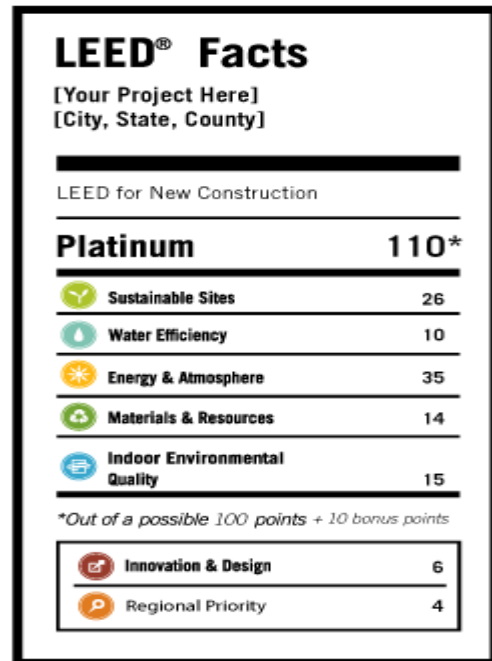 LEED® Facts
[Your Project Here]
[City, State, County]
LEED for New Construction
Platinum 110*
Sustainable Sites 26
Water Efficiency 10
Energy & Atmosphere 35
Materials & Resources 14
Indoor Environmental
Quality 15
*Out of a possible 100 points + 10 bonus points
Innovation & Design 6
Regional Priority 4